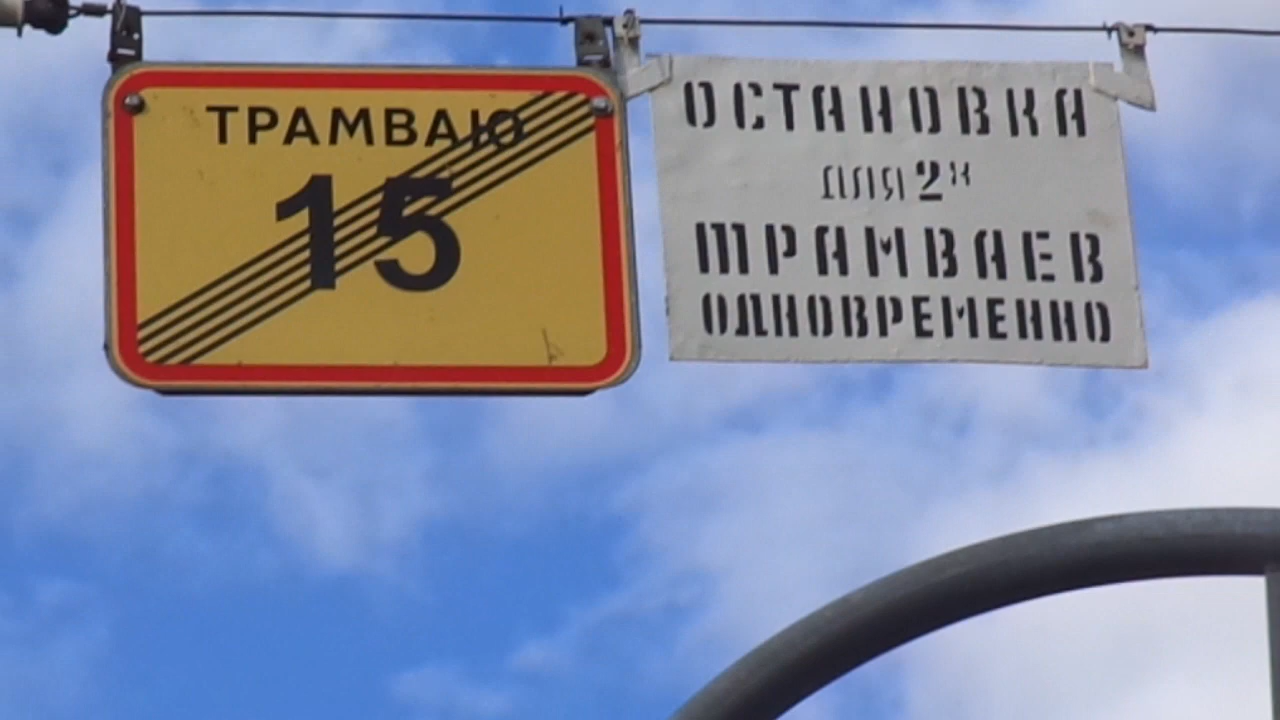 ТРАМВАЮ
15
ОСТАНОВКА
ДЛЯ 2х
ТРАМВАЕВ
ОДНОВРЕМЕННО